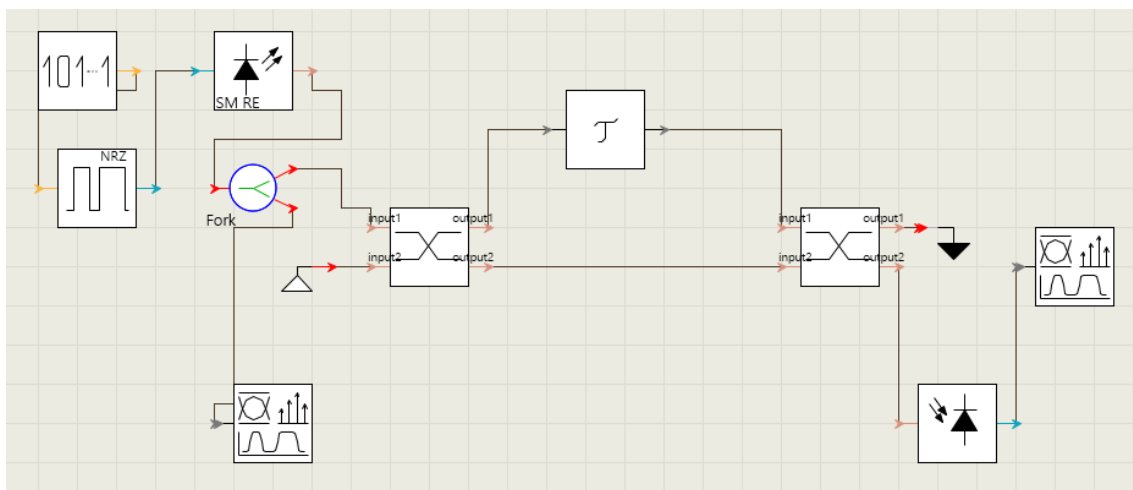 101...1
SM RE
NRZ
Fork
τ
input1
output1
input2
output2
input1
output1
input2
output2